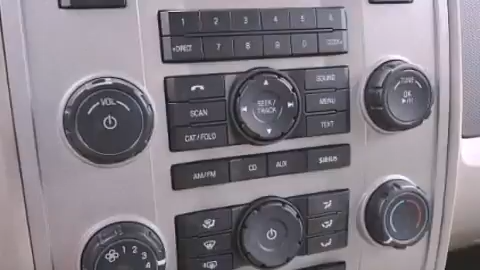 1 2 3 4 5 6
DIRECT 7 8 9 0 CLOCK
VOL
SCAN
CAT / FOLD
SEEK /
TRACK
SOUND
MENU
TEXT
TUNE
OK
AM/FM CD AUX SIRIUS
1 2 3 4